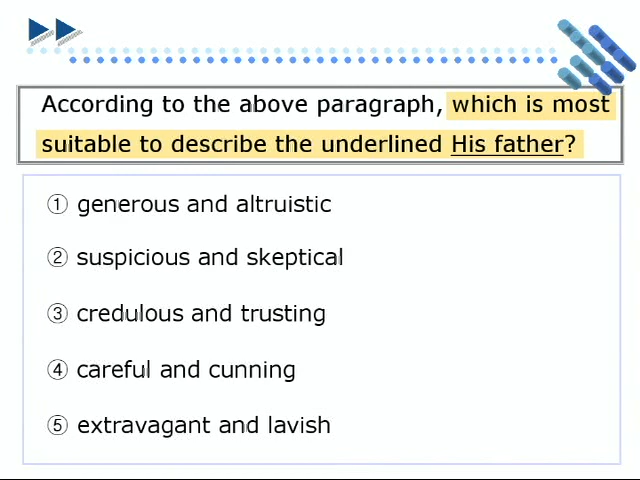 According to the above paragraph, which is most
suitable to describe the underlined His father?
① generous and altruistic
② suspicious and skeptical
③ credulous and trusting
④ careful and cunning
⑤ extravagant and lavish